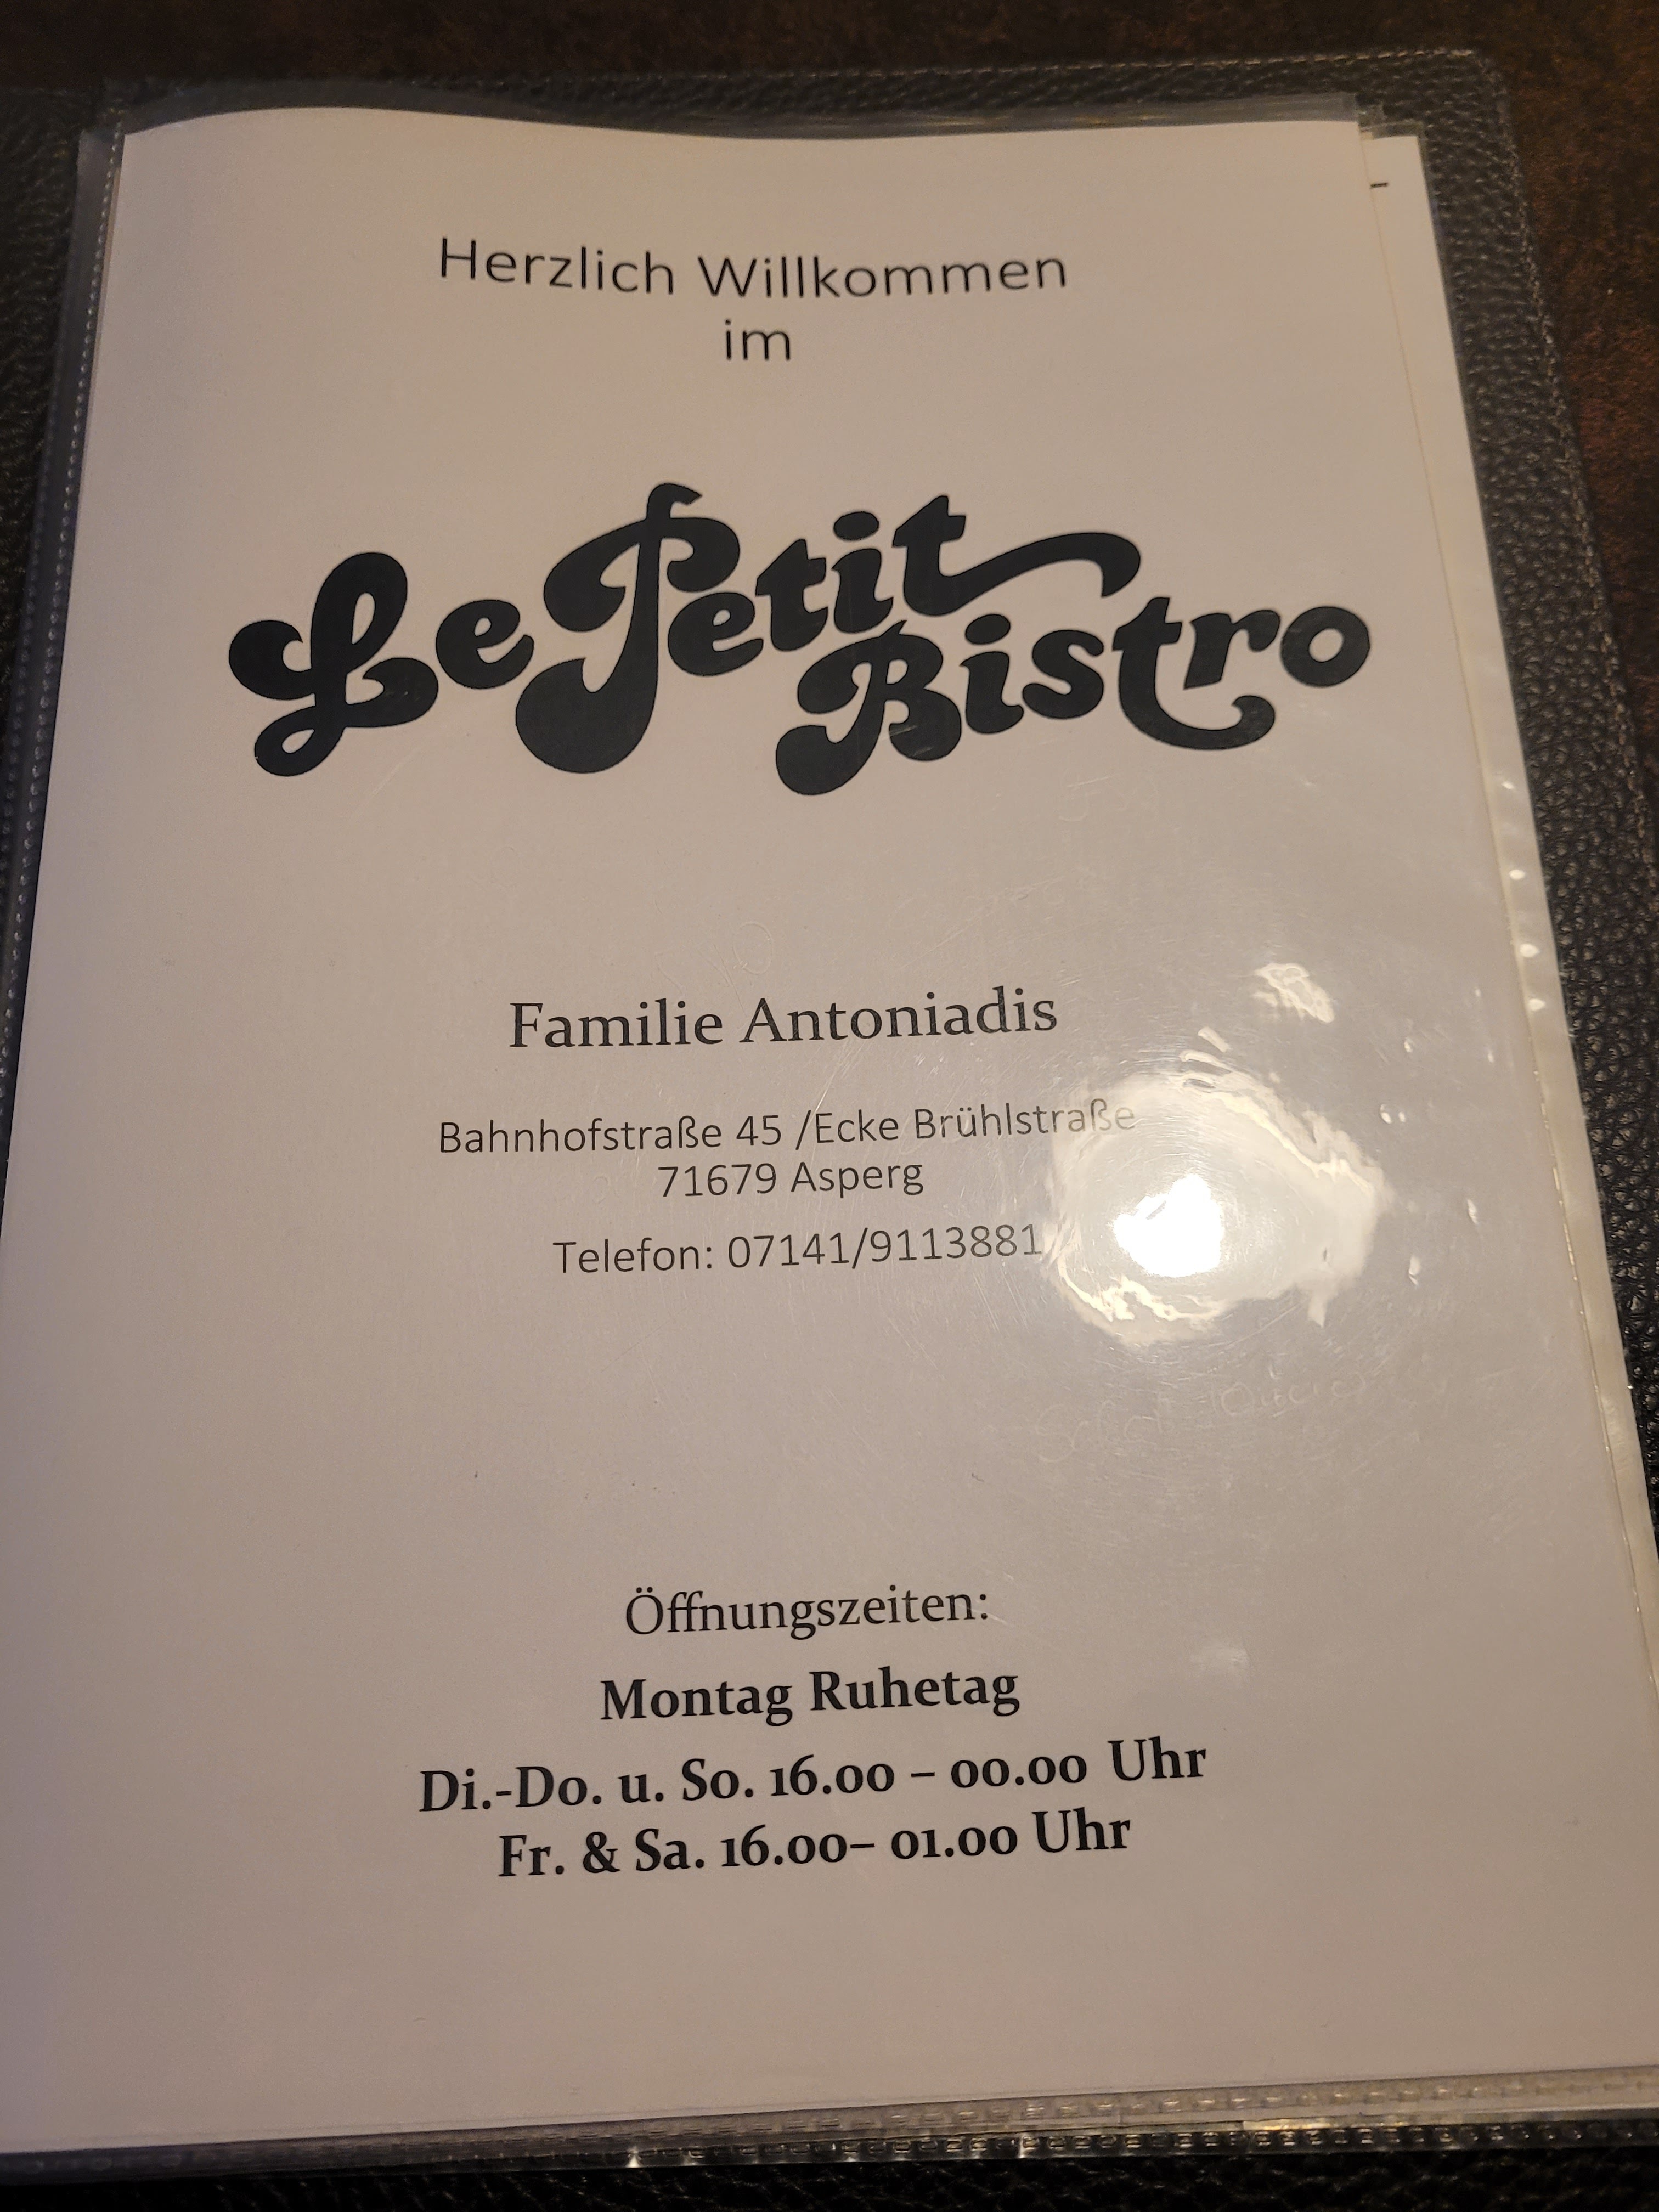 Herzlich Willkommen
im
Le Petit
Bistro
Familie Antoniadis
Bahnhofstraße 45 /Ecke Brühlstraße
71679 Asperg
Telefon: 07141/9113881
Öffnungszeiten:
Montag Ruhetag
Di.-Do. u. So. 16.00 – 00.00 Uhr
Fr. & Sa. 16.00– 01.00 Uhr